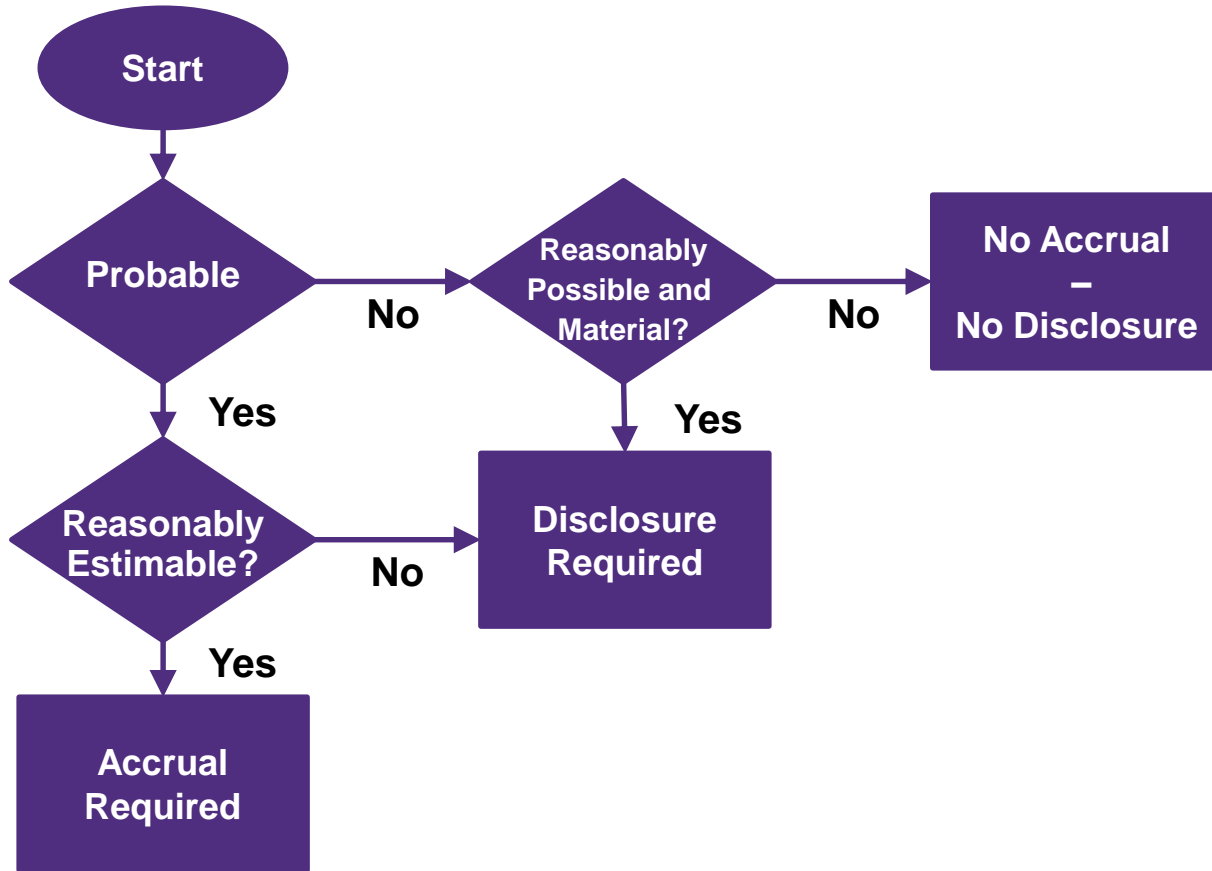 Start
Probable
No
Reasonably
Possible and
Material?
No
No Accrual
–
No Disclosure
Yes
Yes
Reasonably
Estimable?
No
Disclosure
Required
Yes
Accrual
Required